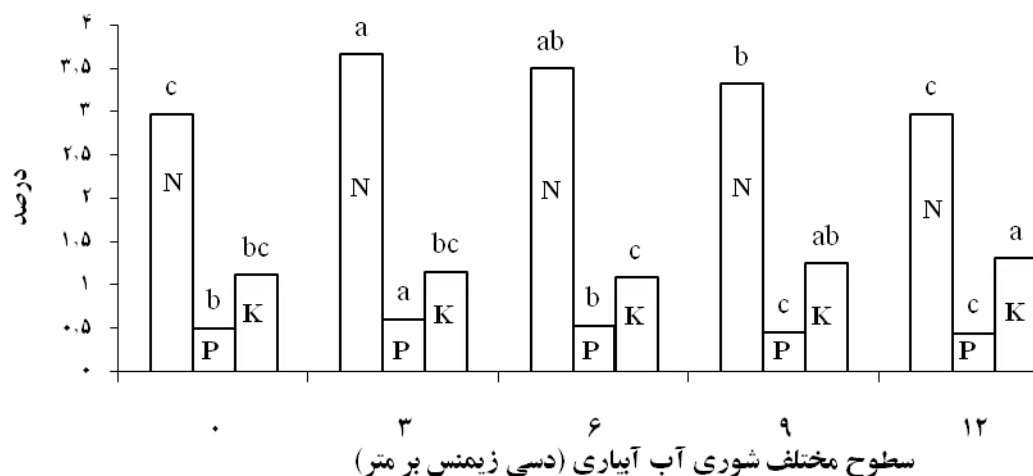 درصد
۴
۳٫۵
۳
۲٫۵
۲
۱٫۵
۱
۰٫۵
۰
c N b P bc K
a N a P bc K
ab N b P c K
b N c P ab K
c N c P a K
۰ ۳ ۶ ۹ ۱۲
سطوح مختلف شوری آب آبیاری (دسی زیمنس بر متر)